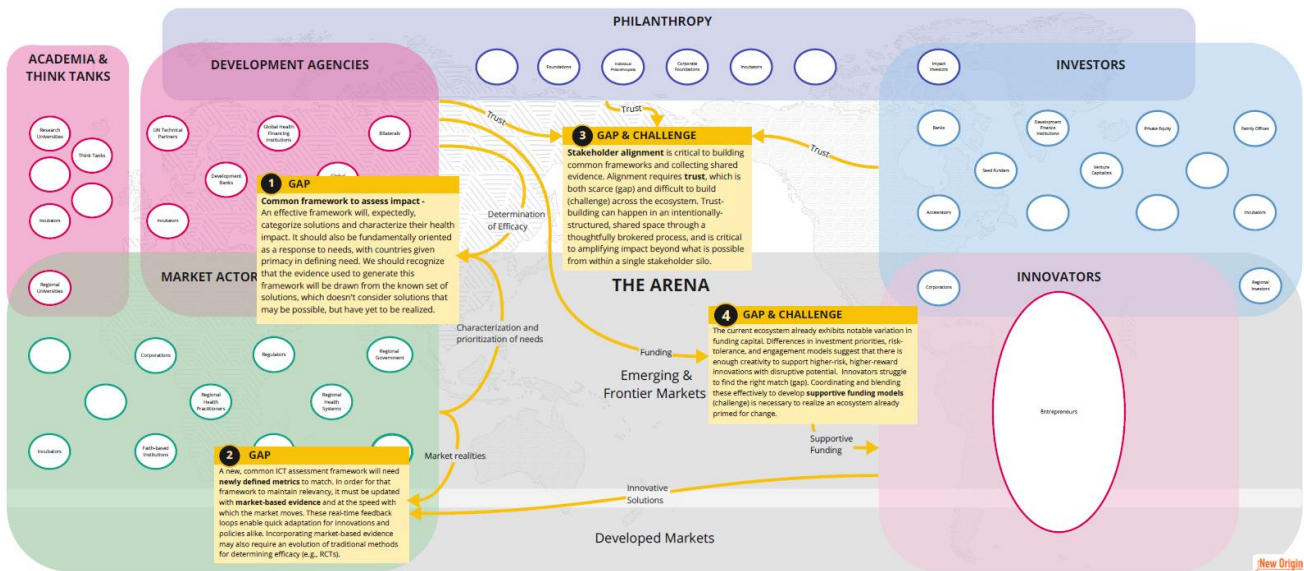 PHILANTHROPY
ACADEMIA &
THINK TANKS
DEVELOPMENT AGENCIES
INVESTORS
Foundations
Individual
Philanthropists
Corporate
Foundations
Incubators
Impact
Investors
Research
Universities
Think Tanks
Incubators
Regional
Universities
UN Technical
Partners
Global Health
Financing
Institutions
Bilaterals
Development
Banks
Global
Incubators
Banks
Development
Finance
Institutions
Private Equity
Family Offices
Seed Funders
Venture
Capitalists
Accelerators
Incubators
Corporations
Regional
Investors
Trust
Trust
Trust
1 GAP
Common framework to assess impact -
An effective framework will, expectedly,
categorize solutions and characterize their health
impact. It should also be fundamentally oriented
as a response to needs, with countries given
primacy in defining need. We should recognize
that the evidence used to generate this
framework will be drawn from the known set of
solutions, which doesn't consider solutions that
may be possible, but have yet to be realized.
Determination
of Efficacy
3 GAP & CHALLENGE
Stakeholder alignment is critical to building
common frameworks and collecting shared
evidence. Alignment requires trust, which is
both scarce (gap) and difficult to build
(challenge) across the ecosystem. Trust-
building can happen in an intentionally-
structured, shared space through a
thoughtfully brokered process, and is critical
to amplifying impact beyond what is possible
from within a single stakeholder silo.
MARKET ACTOR
THE ARENA
INNOVATORS
Characterization and
prioritization of needs
Funding
Emerging &
Frontier Markets
4 GAP & CHALLENGE
The current ecosystem already exhibits notable variation in
funding capital. Differences in investment priorities, risk-
tolerance, and engagement models suggest that there is
enough creativity to support higher-risk, higher-reward
innovations with disruptive potential. Innovators struggle
to find the right match (gap). Coordinating and blending
these effectively to develop supportive funding models
(challenge) is necessary to realize an ecosystem already
primed for change.
Entrepreneurs
Corporations
Regulators
Regional
Government
Regional
Health
Practitioners
Regional
Health
Systems
Incubators
Faith-based
Institutions
Market realities
Supportive
Funding
2 GAP
A new, common ICT assessment framework will need
newly defined metrics to match. In order for that
framework to maintain relevancy, it must be updated
with market-based evidence and at the speed with
which the market moves. These real-time feedback
loops enable quick adaptation for innovations and
policies alike. Incorporating market-based evidence
may also require an evolution of traditional methods
for determining efficacy (e.g., RCTs).
Innovative
Solutions
Developed Markets
New Origin